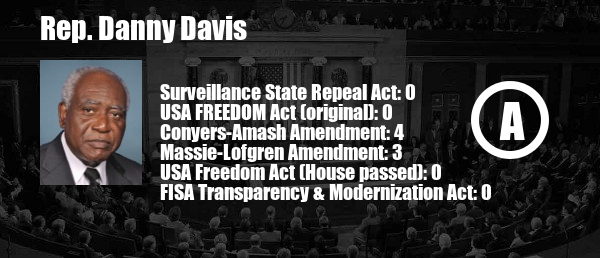 Rep. Danny Davis
Surveillance State Repeal Act: 0
USA FREEDOM Act (original): 0
Conyers-Amash Amendment: 4
Massie-Lofgren Amendment: 3
USA Freedom Act (House passed): 0
FISA Transparency & Modernization Act: 0
A